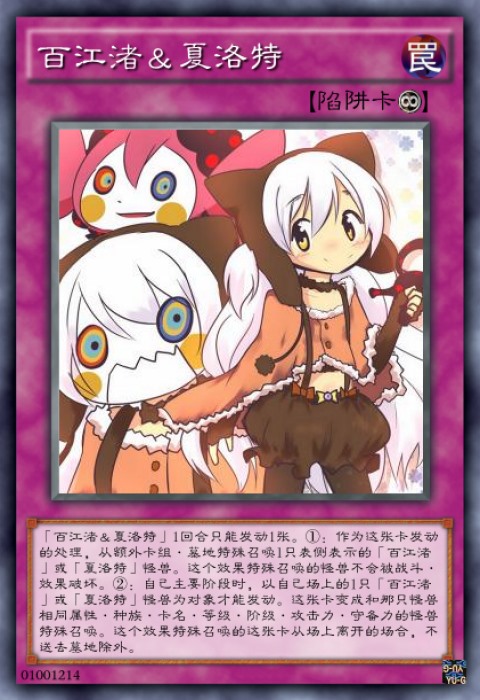 百江渚＆夏洛特
罠
【陷阱卡】
「百江渚＆夏洛特」1回合只能发动1张。①：作为这张卡发动
的处理，从额外卡组·墓地特殊召唤1只表侧表示的「百江渚
」或「夏洛特」怪兽。这个效果特殊召唤的怪兽不会被战斗·
效果破坏。②：自己主要阶段时，以自己场上的1只「百江渚
」或「夏洛特」怪兽为对象才能发动。这张卡变成和那只怪兽
相同属性·种族·卡名·等级·阶级·攻击力·守备力的怪兽
特殊召唤。这个效果特殊召唤的这张卡从场上离开的场合，不
送去墓地除外。
01001214